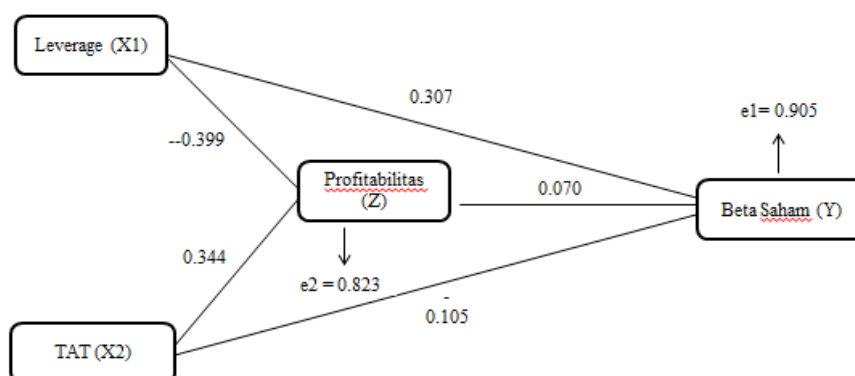 Leverage (X1)
0.307
e1= 0.905
--0.399
Profitabilitas
(Z)
0.070
Beta Saham (Y)
0.344
e2 = 0.823
-
0.105
TAT (X2)